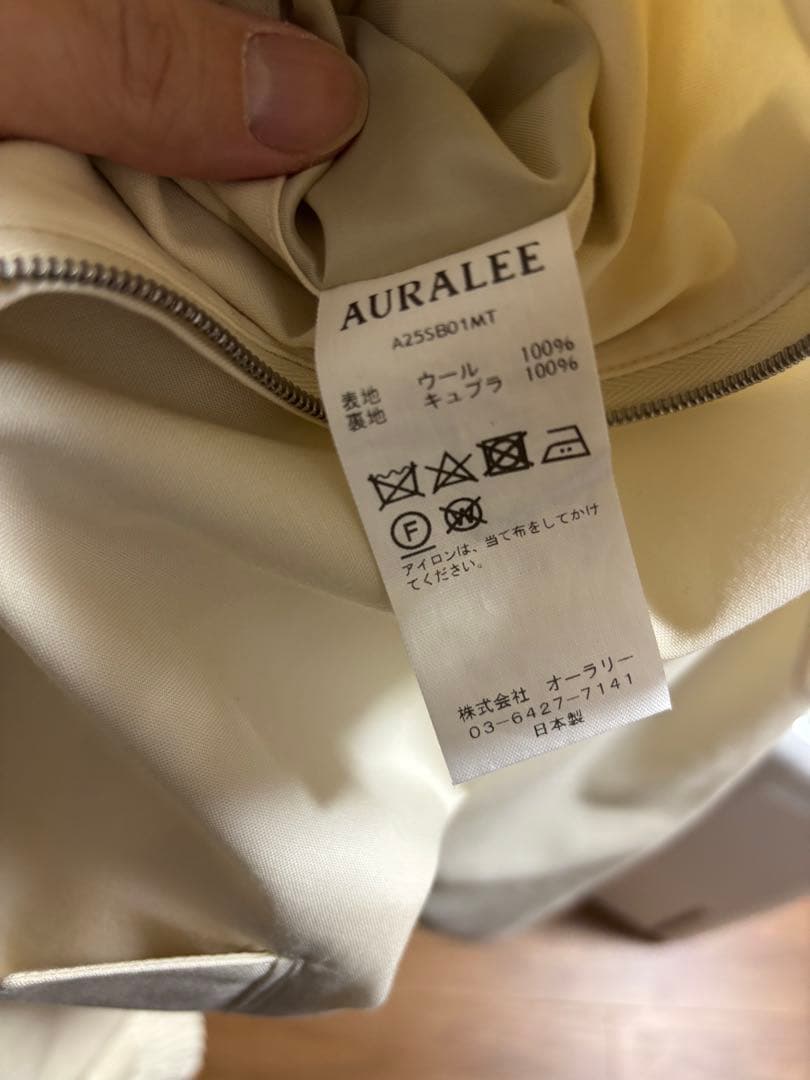 AURALEE
A25SB01MT
表地 ウール 100%
裏地 キュプラ 100%
F W
アイロンは、当て布をしてかけ
てください。
株式会社 オーラリー
03-6427-7141
日本製